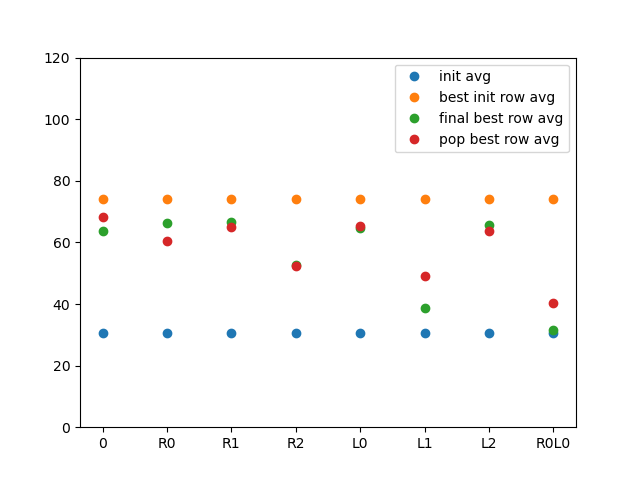 120
100
80
60
40
20
0
init avg
best init row avg
final best row avg
pop best row avg
0 R0 R1 R2 L0 L1 L2 R0L0